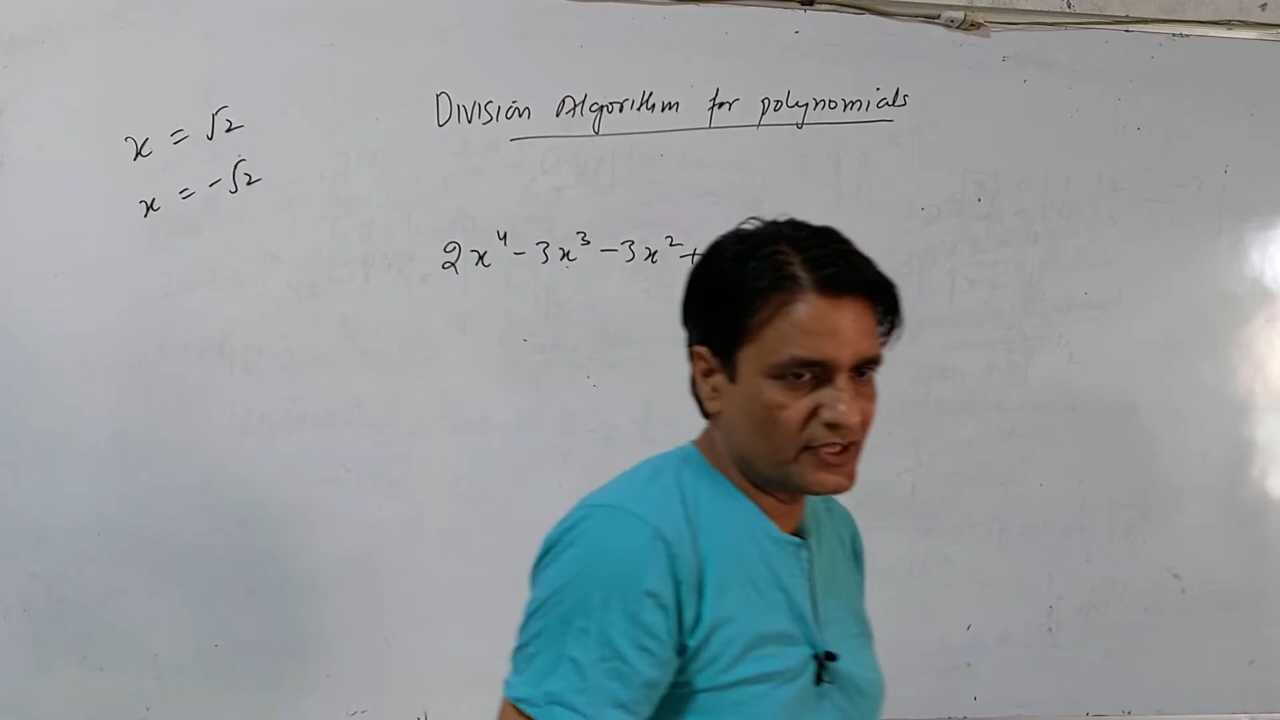 Division Algorithm for polynomials
x = √2
x = -√2
2x⁴ - 3x³ - 3x² +